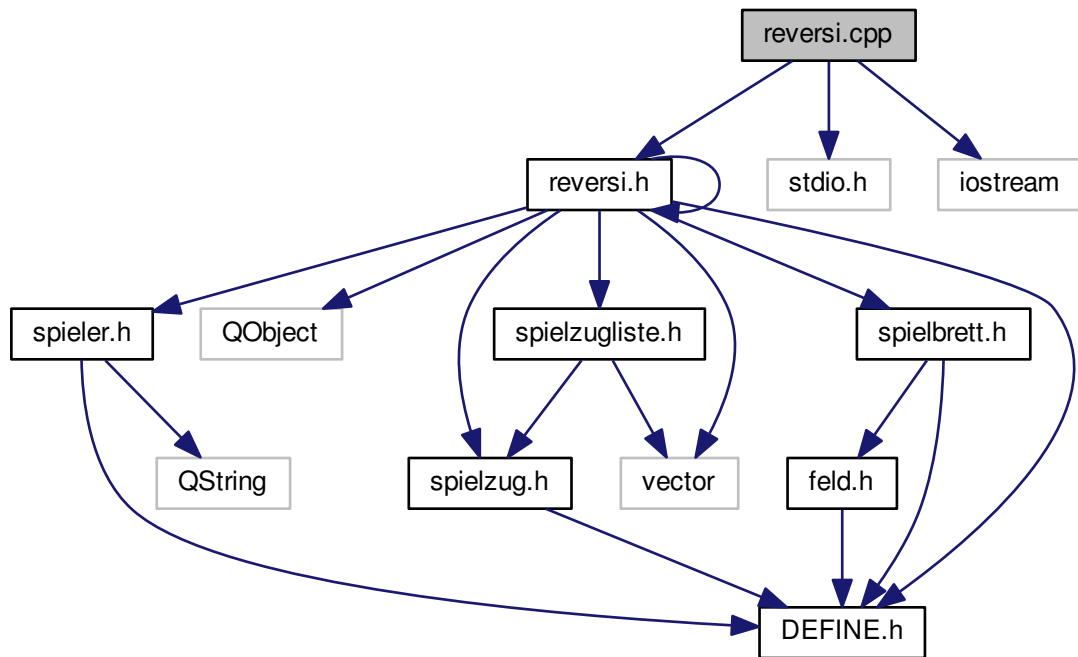 reversi.cpp
reversi.h
stdio.h
iostream
spieler.h
QObject
spielzugliste.h
spielbrett.h
QString
spielzug.h
vector
feld.h
DEFINE.h